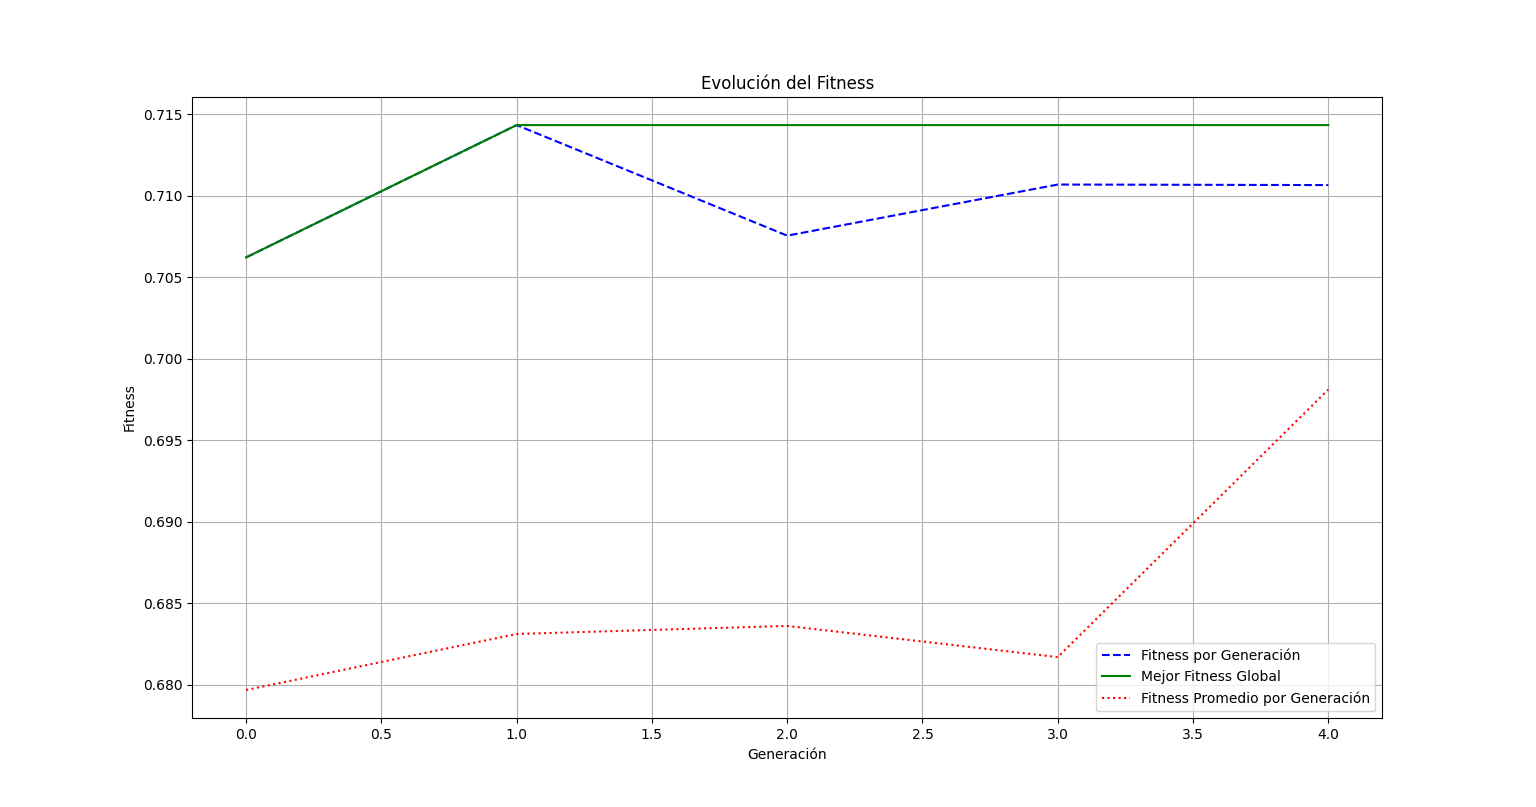 Evolución del Fitness
Fitness
0.715
0.710
0.705
0.700
0.695
0.690
0.685
0.680
Fitness por Generación
Mejor Fitness Global
Fitness Promedio por Generación
0.0 0.5 1.0 1.5 2.0 2.5 3.0 3.5 4.0
Generación